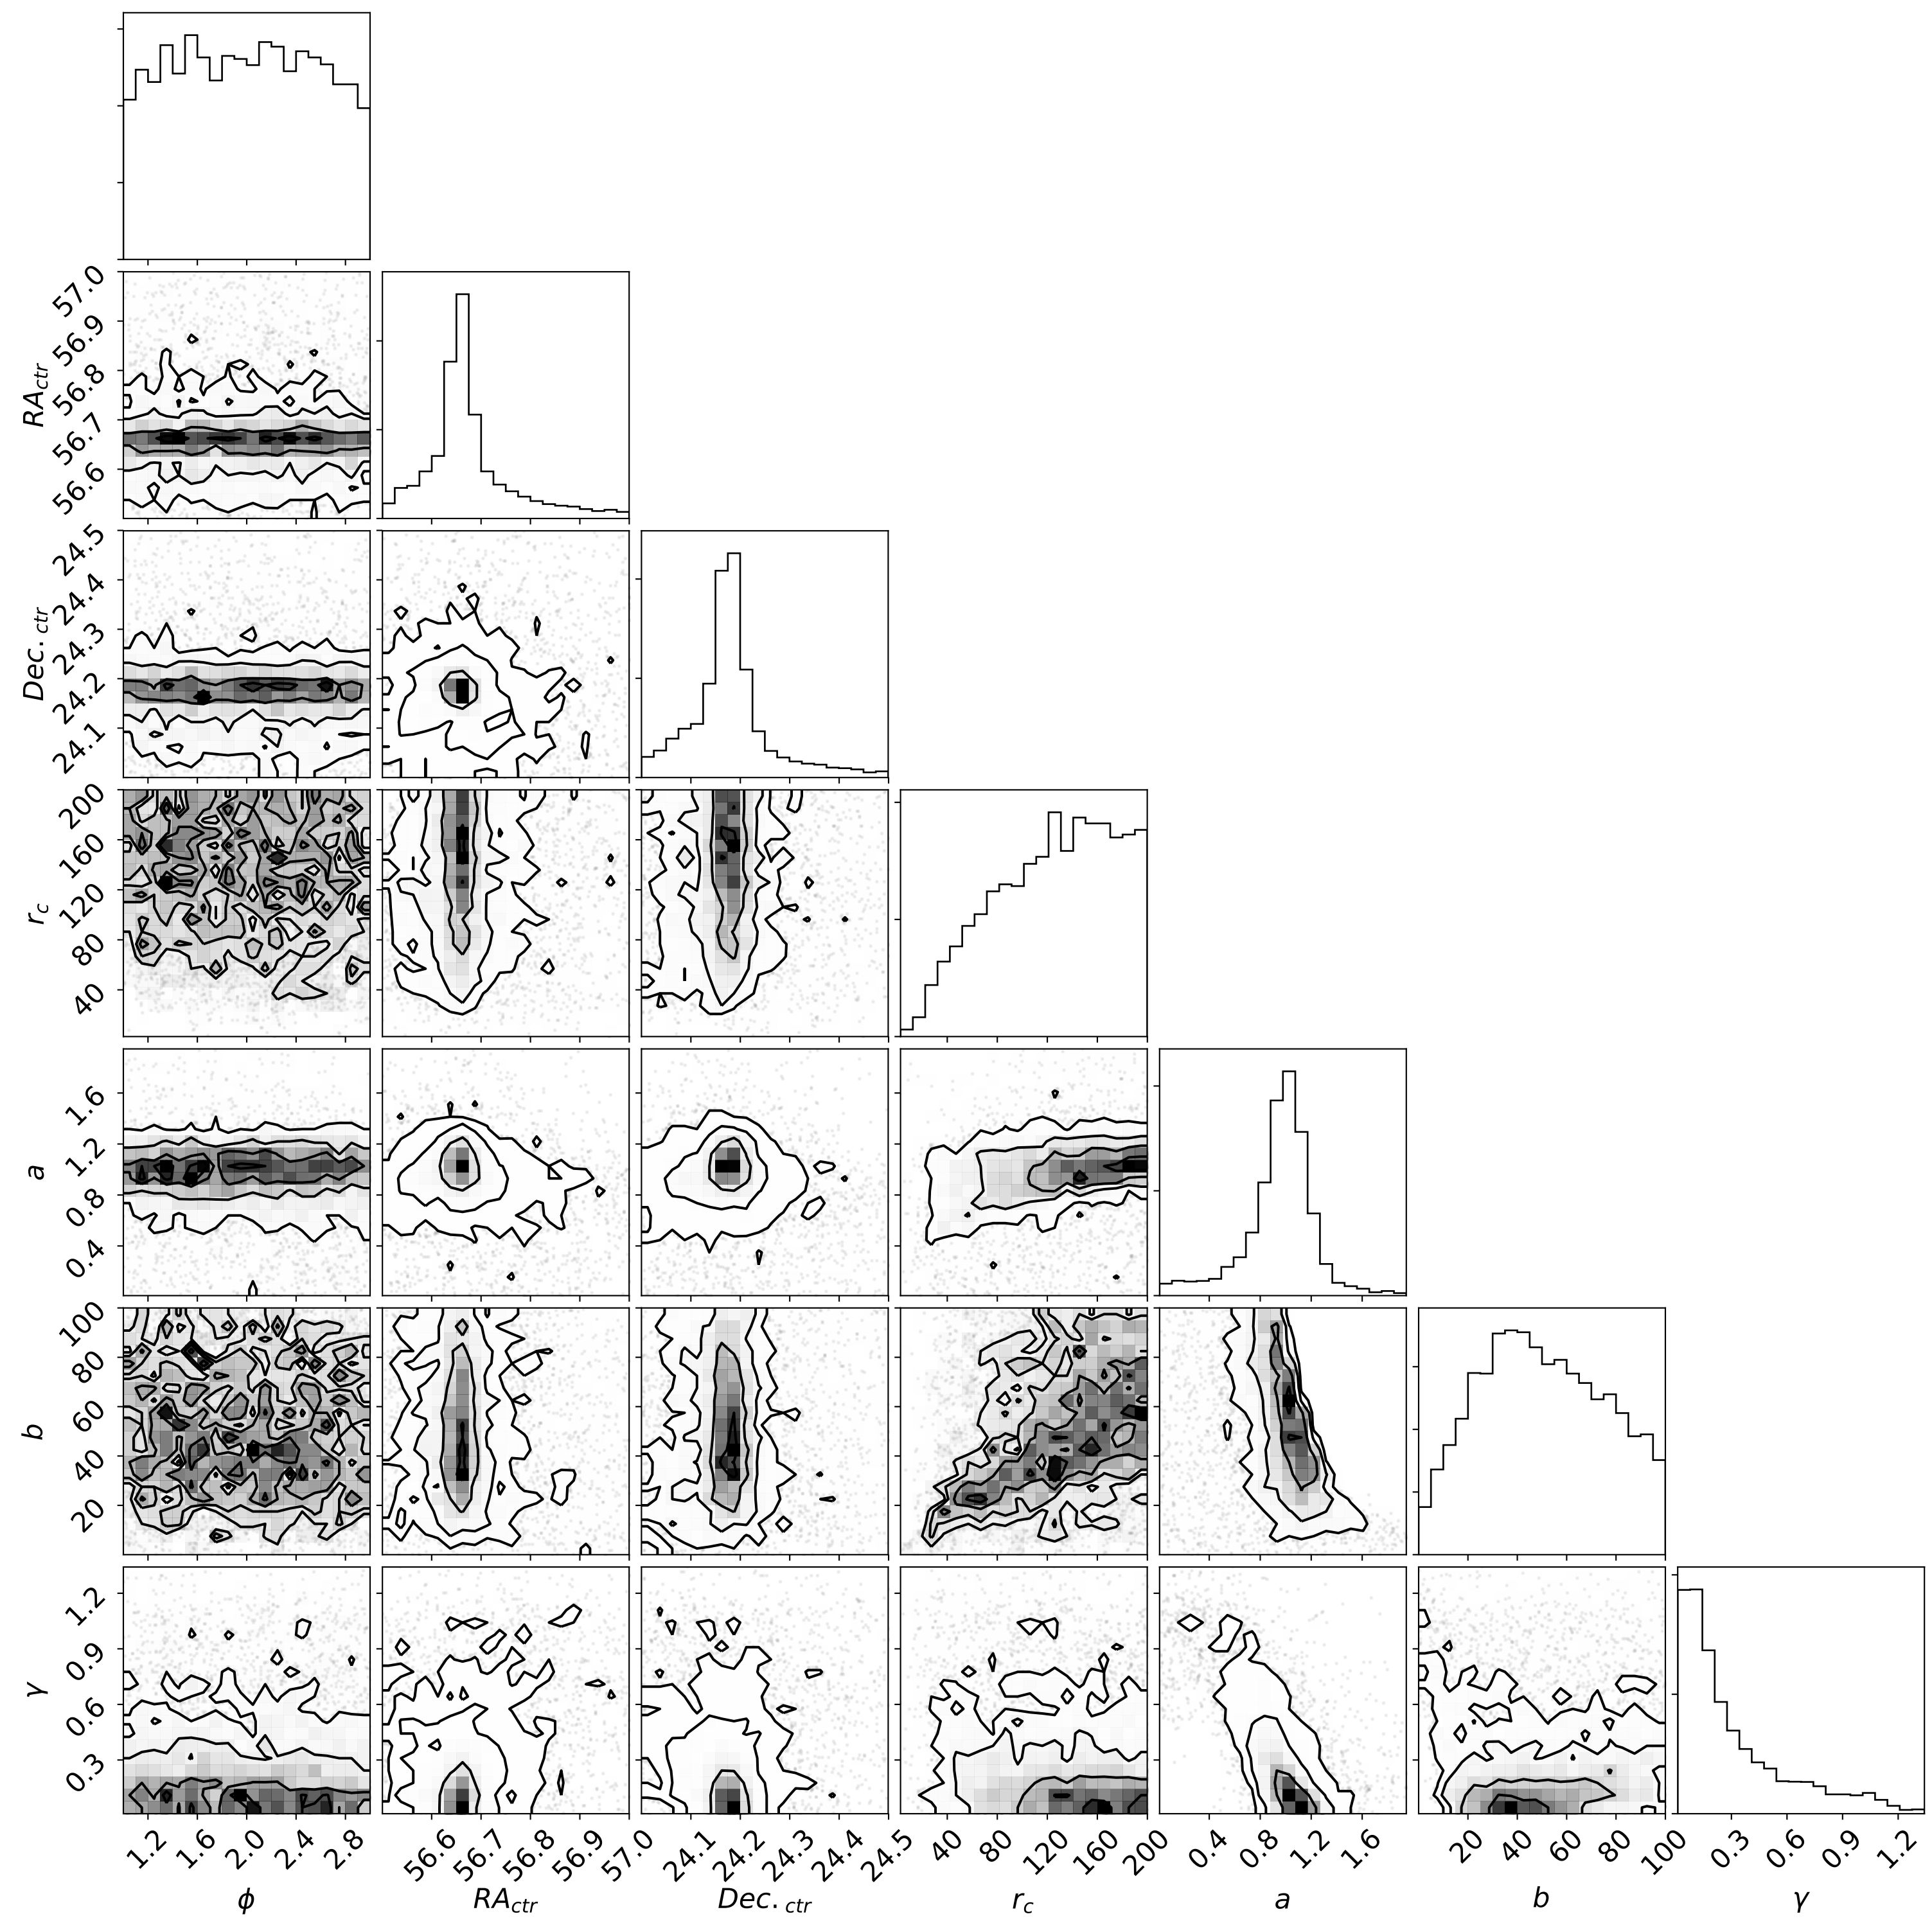 57.0
56.9
56.8
56.7
56.6
RA_ctr
24.5
24.4
24.3
24.2
24.1
Dec._ctr
200
160
120
80
40
r_c
1.6
1.2
0.8
0.4
a
100
80
60
40
20
b
1.2
0.9
0.6
0.3
γ
1.2 1.6 2.0 2.4 2.8
56.6 56.7 56.8 56.9 57.0
24.1 24.2 24.3 24.4 24.5
40 80 120 160 200
0.4 0.8 1.2 1.6
20 40 60 80 100
0.3 0.6 0.9 1.2
ϕ RA_ctr Dec._ctr r_c a b γ